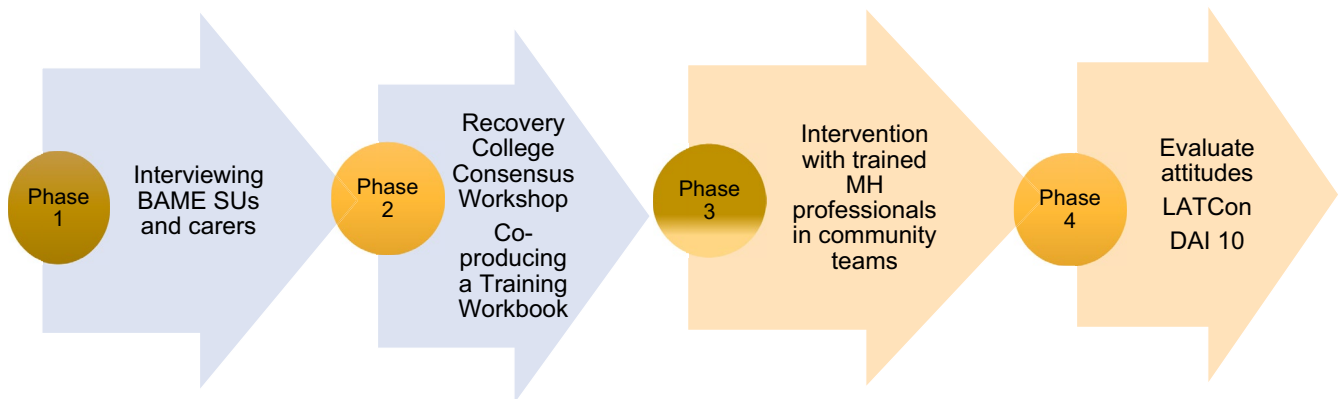 Phase
1
Interviewing
BAME SUs
and carers
Phase
2
Recovery
College
Consensus
Workshop
Co-
producing
a Training
Workbook
Phase
3
Intervention
with trained
MH
professionals
in community
teams
Phase
4
Evaluate
attitudes
LATCon
DAI 10